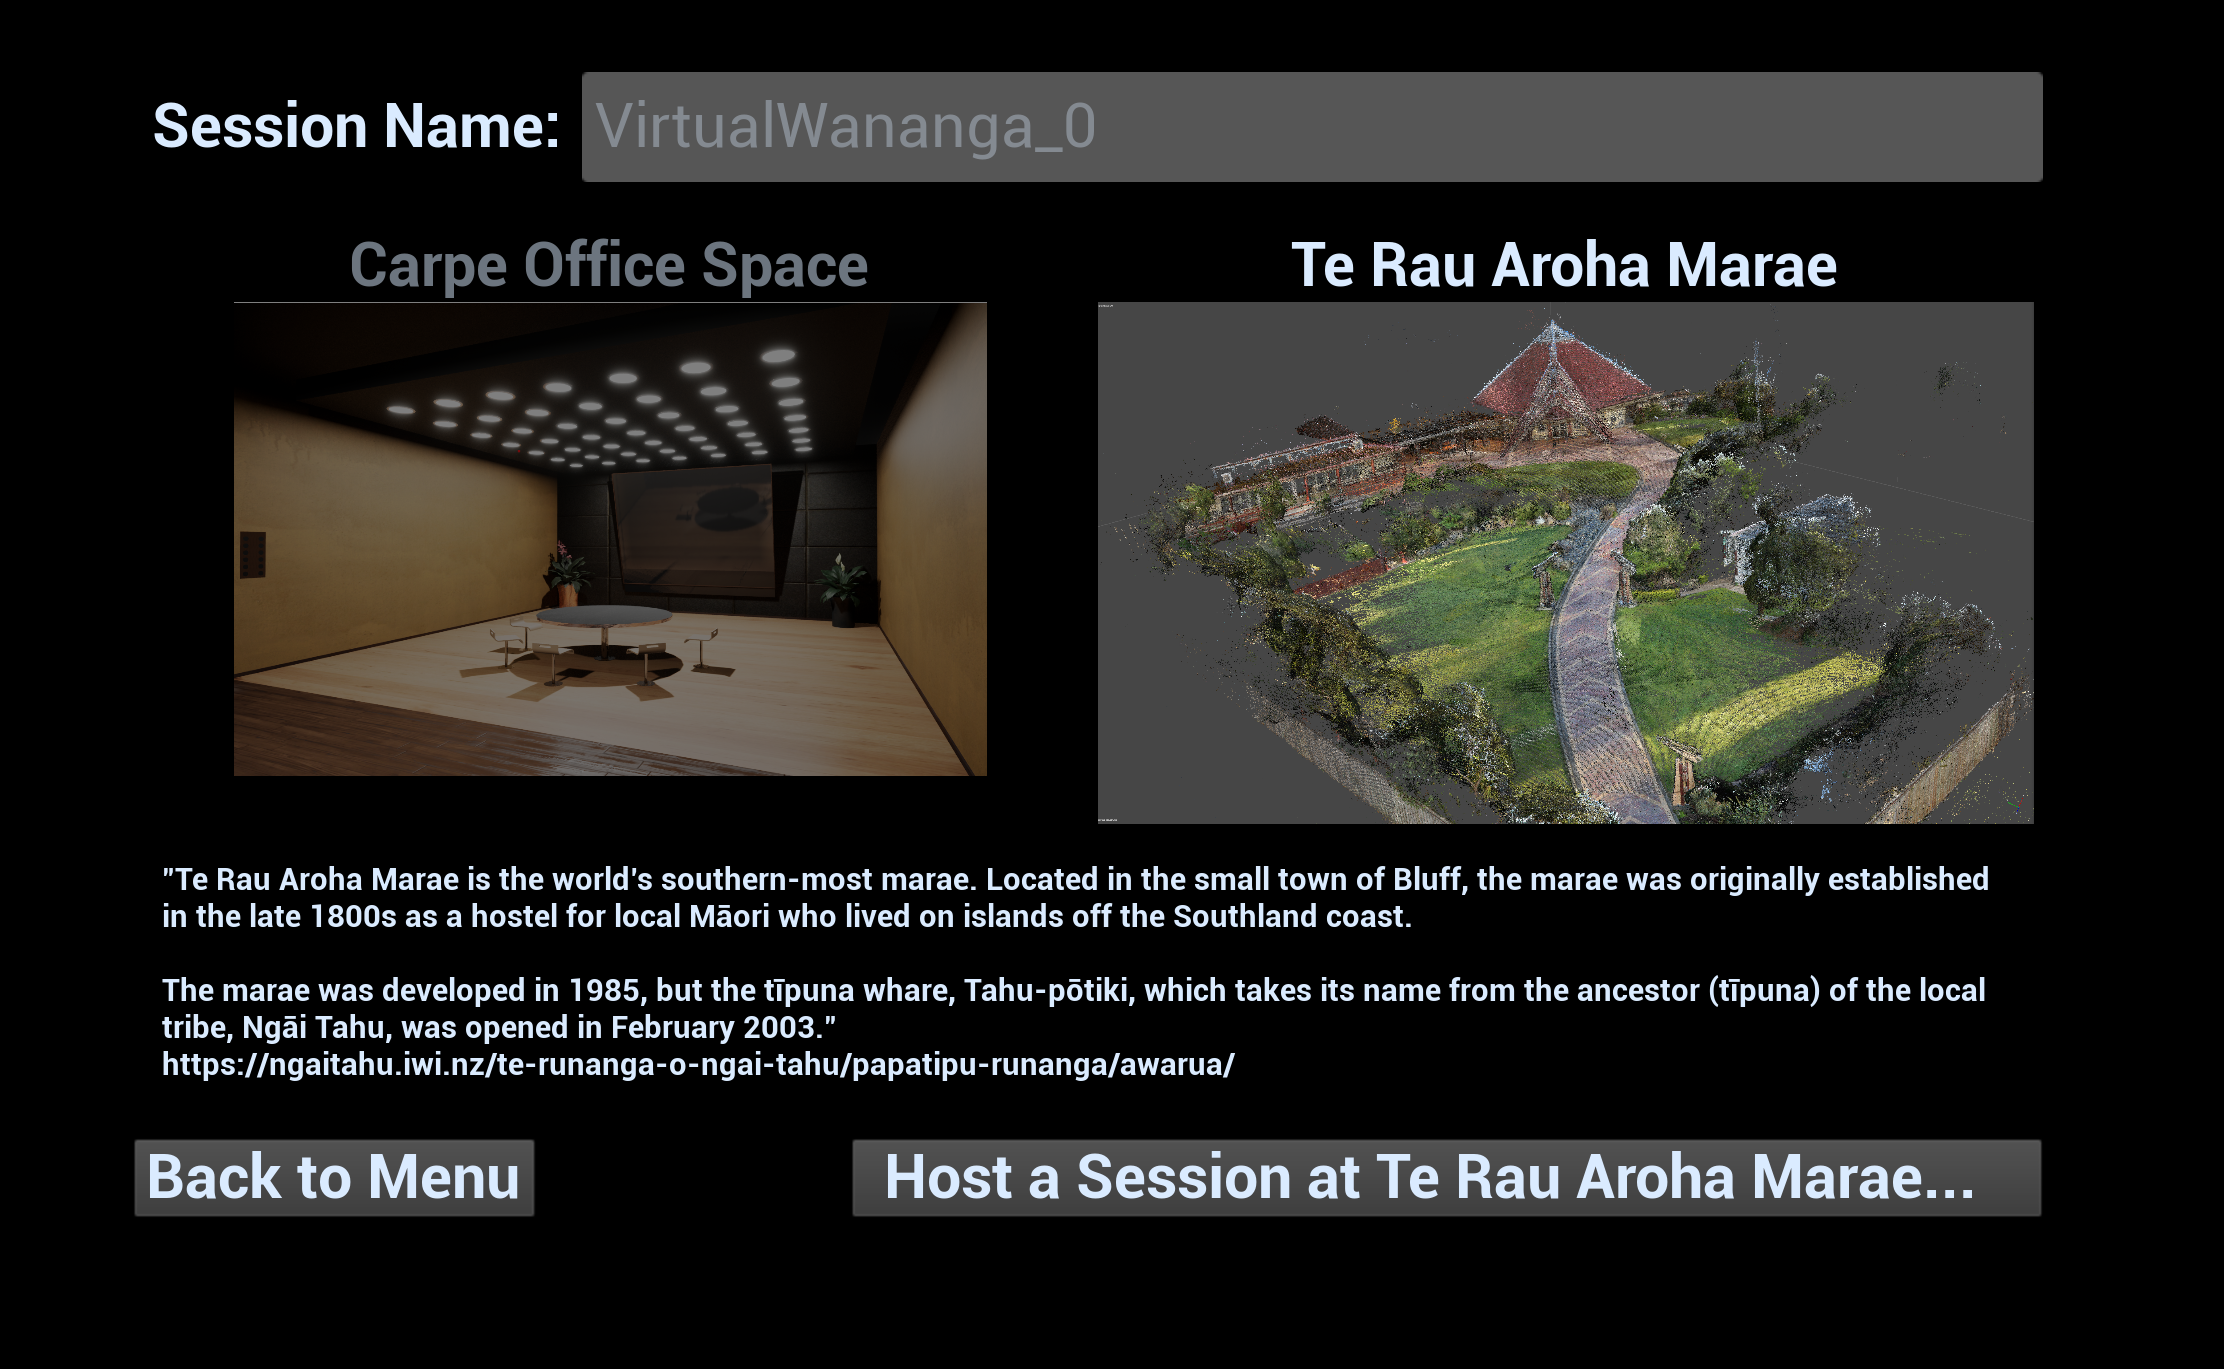 Session Name: VirtualWananga_0
Carpe Office Space
Te Rau Aroha Marae
"Te Rau Aroha Marae is the world's southern-most marae. Located in the small town of Bluff, the marae was originally established
in the late 1800s as a hostel for local Māori who lived on islands off the Southland coast.
The marae was developed in 1985, but the tīpuna whare, Tahu-pōtiki, which takes its name from the ancestor (tīpuna) of the local
tribe, Ngāi Tahu, was opened in February 2003."
https://ngaitahu.iwi.nz/te-runanga-o-ngai-tahu/papatipu-runanga/awarua/
Back to Menu
Host a Session at Te Rau Aroha Marae...